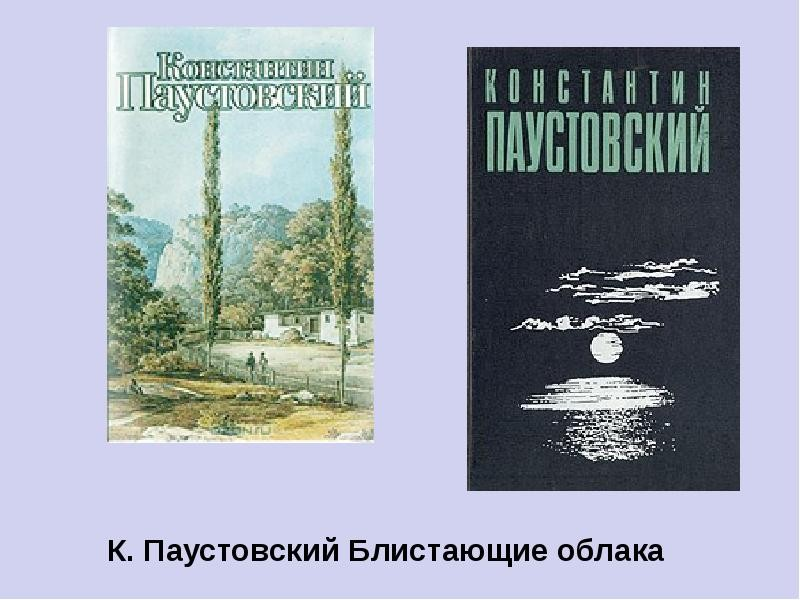 Константин
Паустовский
КОНСТАНТИН
ПАУСТОВСКИЙ
К. Паустовский Блистающие облака